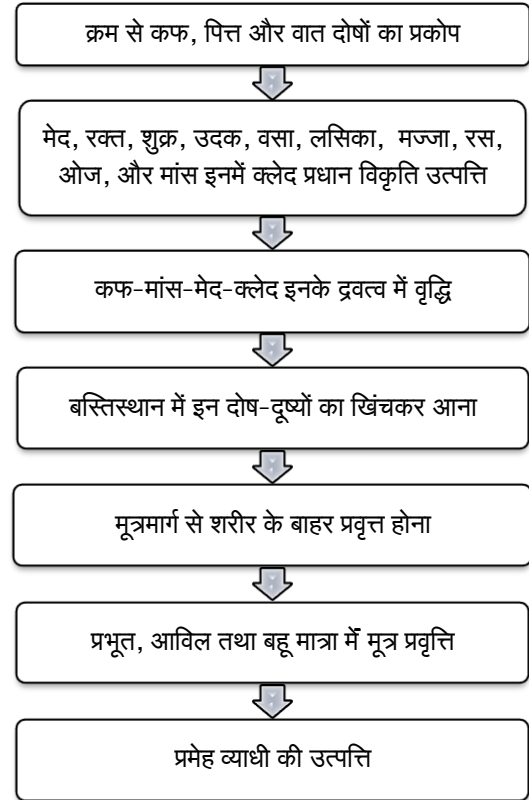 क्रम से कफ, पित्त और वात दोषों का प्रकोप
मेद, रक्त, शुक्र, उदक, वसा, लसिका, मज्जा, रस,
ओज, और मांस इनमें क्लेद प्रधान विकृति उत्पत्ति
कफ-मांस-मेद-क्लेद इनके द्रवत्व में वृद्धि
बस्तिस्थान में इन दोष-दूष्यों का खिंचकर आना
मूत्रमार्ग से शरीर के बाहर प्रवृत्त होना
प्रभूत, आविल तथा बहू मात्रा में मूत्र प्रवृत्ति
प्रमेह व्याधी की उत्पत्ति